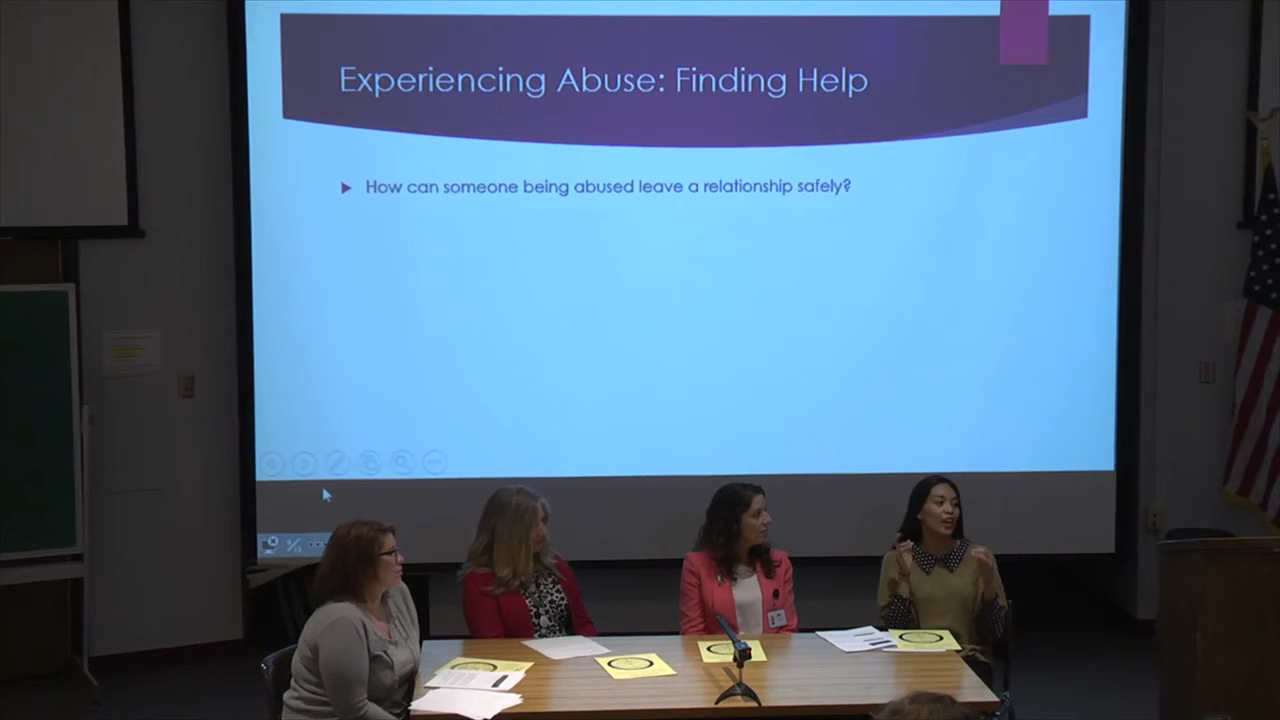 Experiencing Abuse: Finding Help
How can someone being abused leave a relationship safely?